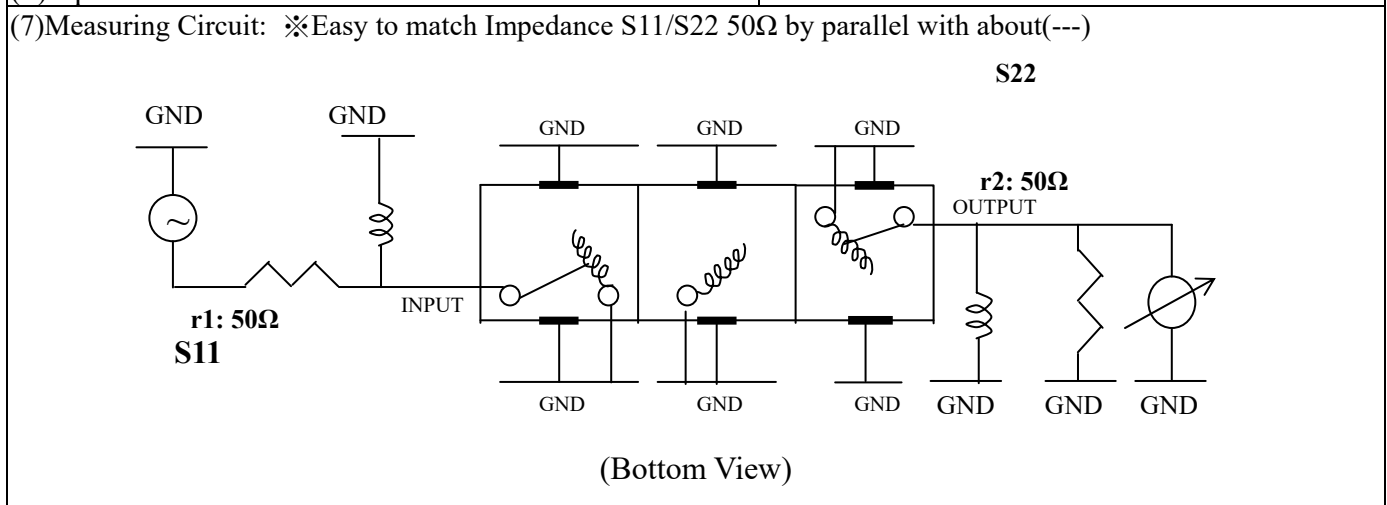 (7)Measuring Circuit: ※Easy to match Impedance S11/S22 50Ω by parallel with about(---)
S22
GND
GND
GND
GND
GND
r2: 50Ω
OUTPUT
INPUT
r1: 50Ω
S11
GND
GND
GND
GND
GND
GND
(Bottom View)